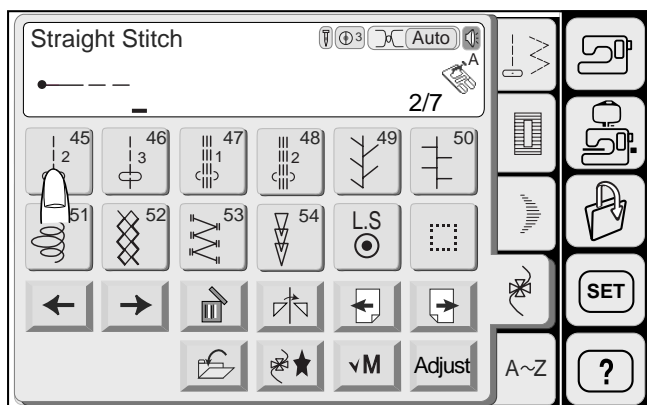 Straight Stitch
3 Auto
A
2/7
45 46 47 48 49 50
2 3 1 2
51 52 53 54 L.S
√M Adjust
A~Z
SET
?